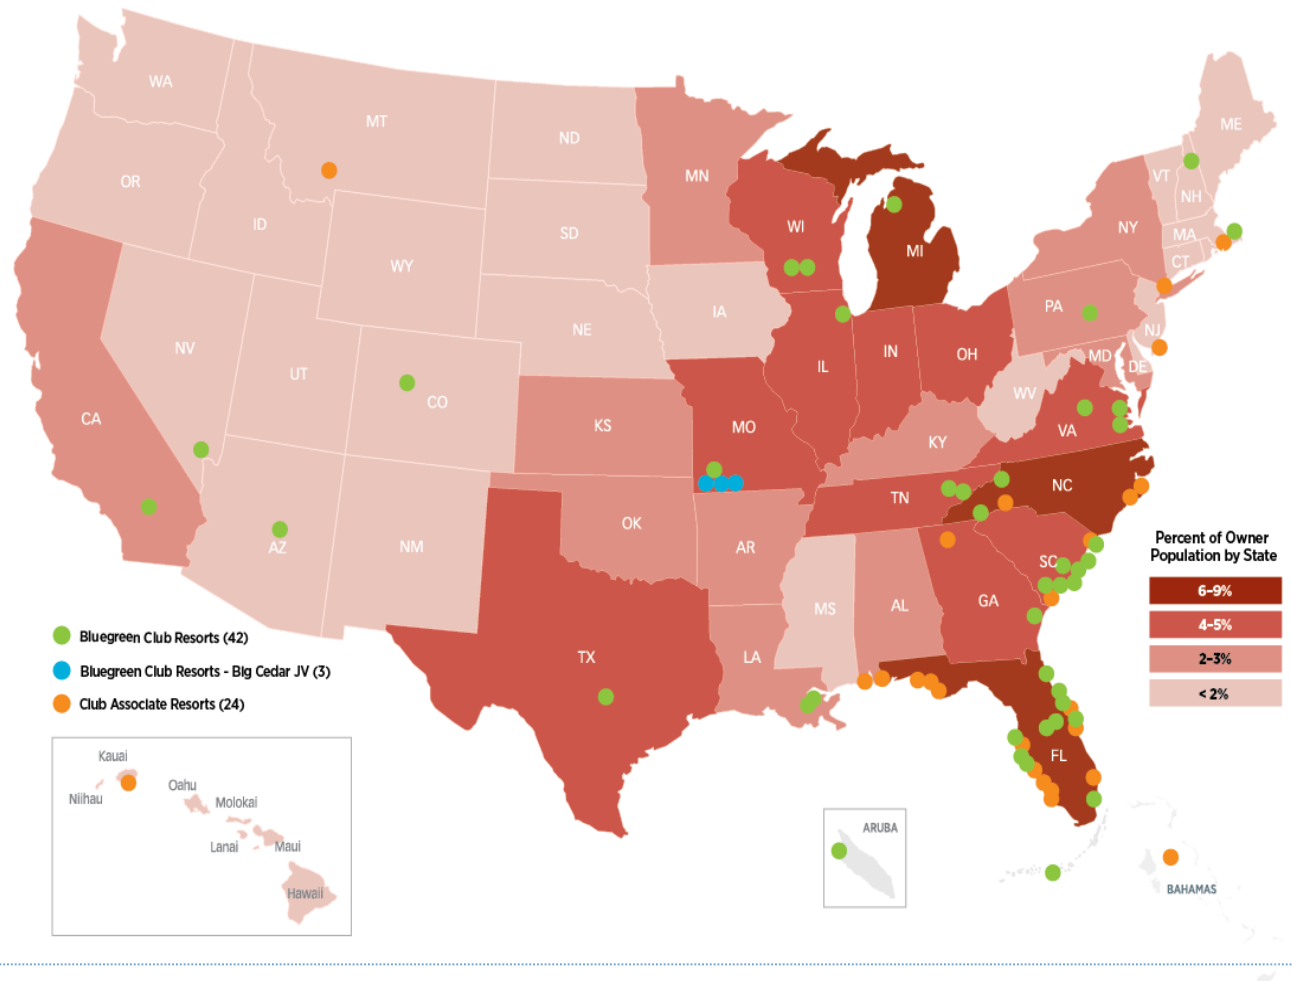 WA
MT
ND
MN
ME
OR
ID
SD
WI
VT
NH
NY
MI
MA
WY
CT
IA
PA
NE
NJ
NV
IN
OH
MD
IL
DE
UT
WV
CO
CA
KS
MO
VA
KY
NC
TN
OK
AZ
NM
AR
SC
GA
MS
AL
TX
LA
FL
Percent of Owner
Population by State
6–9%
4–5%
2–3%
< 2%
Bluegreen Club Resorts (42)
Bluegreen Club Resorts - Big Cedar JV (3)
Club Associate Resorts (24)
Kauai
Niihau
Oahu
Molokai
Lanai
Maui
Hawaii
ARUBA
BAHAMAS